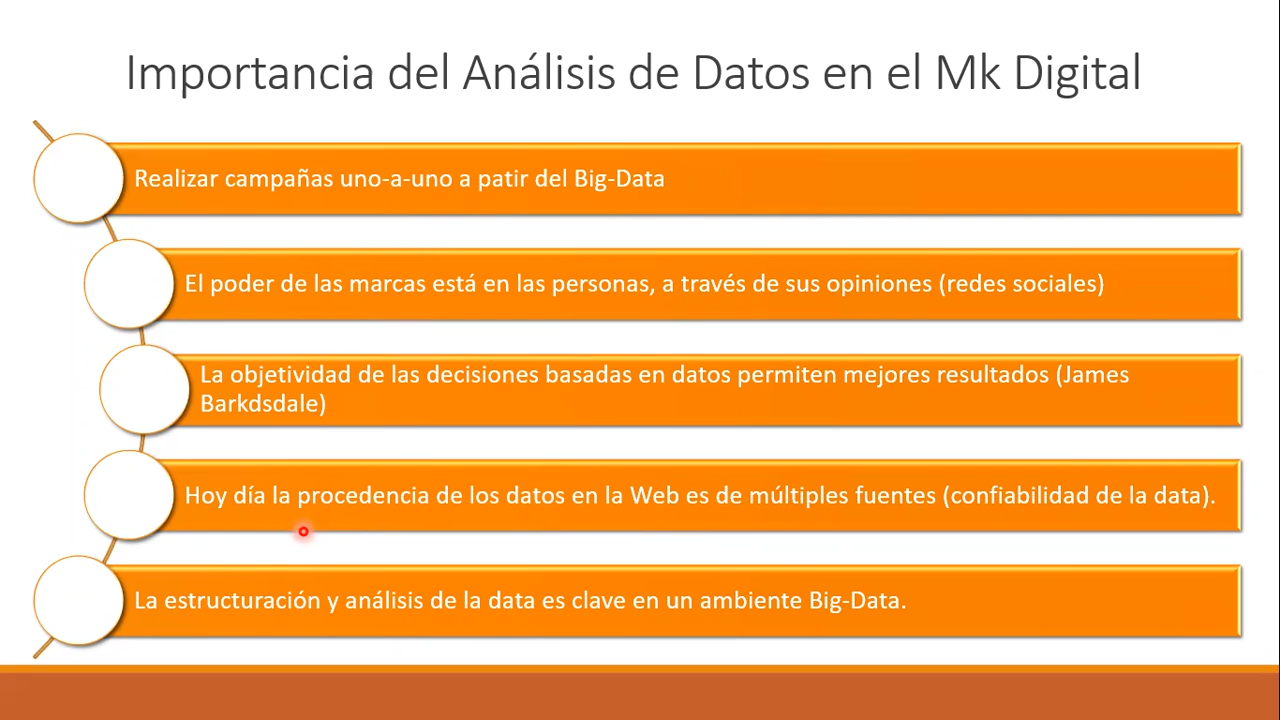 Importancia del Análisis de Datos en el Mk Digital
Realizar campañas uno-a-uno a patir del Big-Data
El poder de las marcas está en las personas, a través de sus opiniones (redes sociales)
La objetividad de las decisiones basadas en datos permiten mejores resultados (James
Barkdsdale)
Hoy día la procedencia de los datos en la Web es de múltiples fuentes (confiabilidad de la data).
La estructuración y análisis de la data es clave en un ambiente Big-Data.